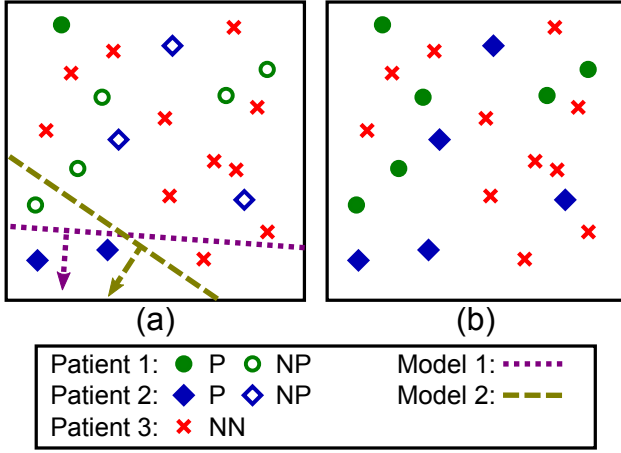 (a) (b)
Patient 1: P NP Model 1:
Patient 2: P NP Model 2:
Patient 3: NN